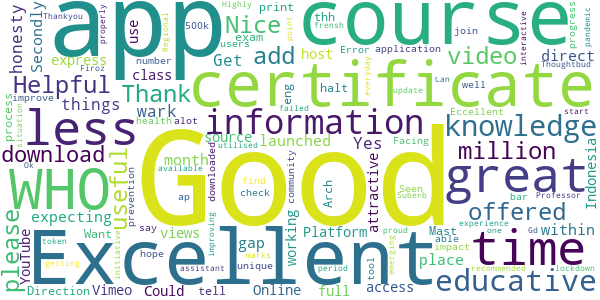 Thankyou app 500k Nice thh frensh course Highly print point
honesty Secondly use Regional exam host Error users application join progress pandemic interactive
express Firoz number class Get add video direct everyday
Helpful Thank wark halt Can well thoughtbud
process improve things health alot eng certificate update
situation less information failed Facing Eccellent start
Ok download month source launched Yes knowledge
WHO useful Good million great Indonesia
available utilised downloaded find check community Arch attractive Seen Suberb Professor
please expecting prevention ap improving working offered bar within
YouTube token Want say views gap Platform Mast able Gd experience
initiative unique tool proud emerging place impact one
getting Excellent time
Direction Vimeo hope assistant Could tell marks Online period full access recommended lockdown educative